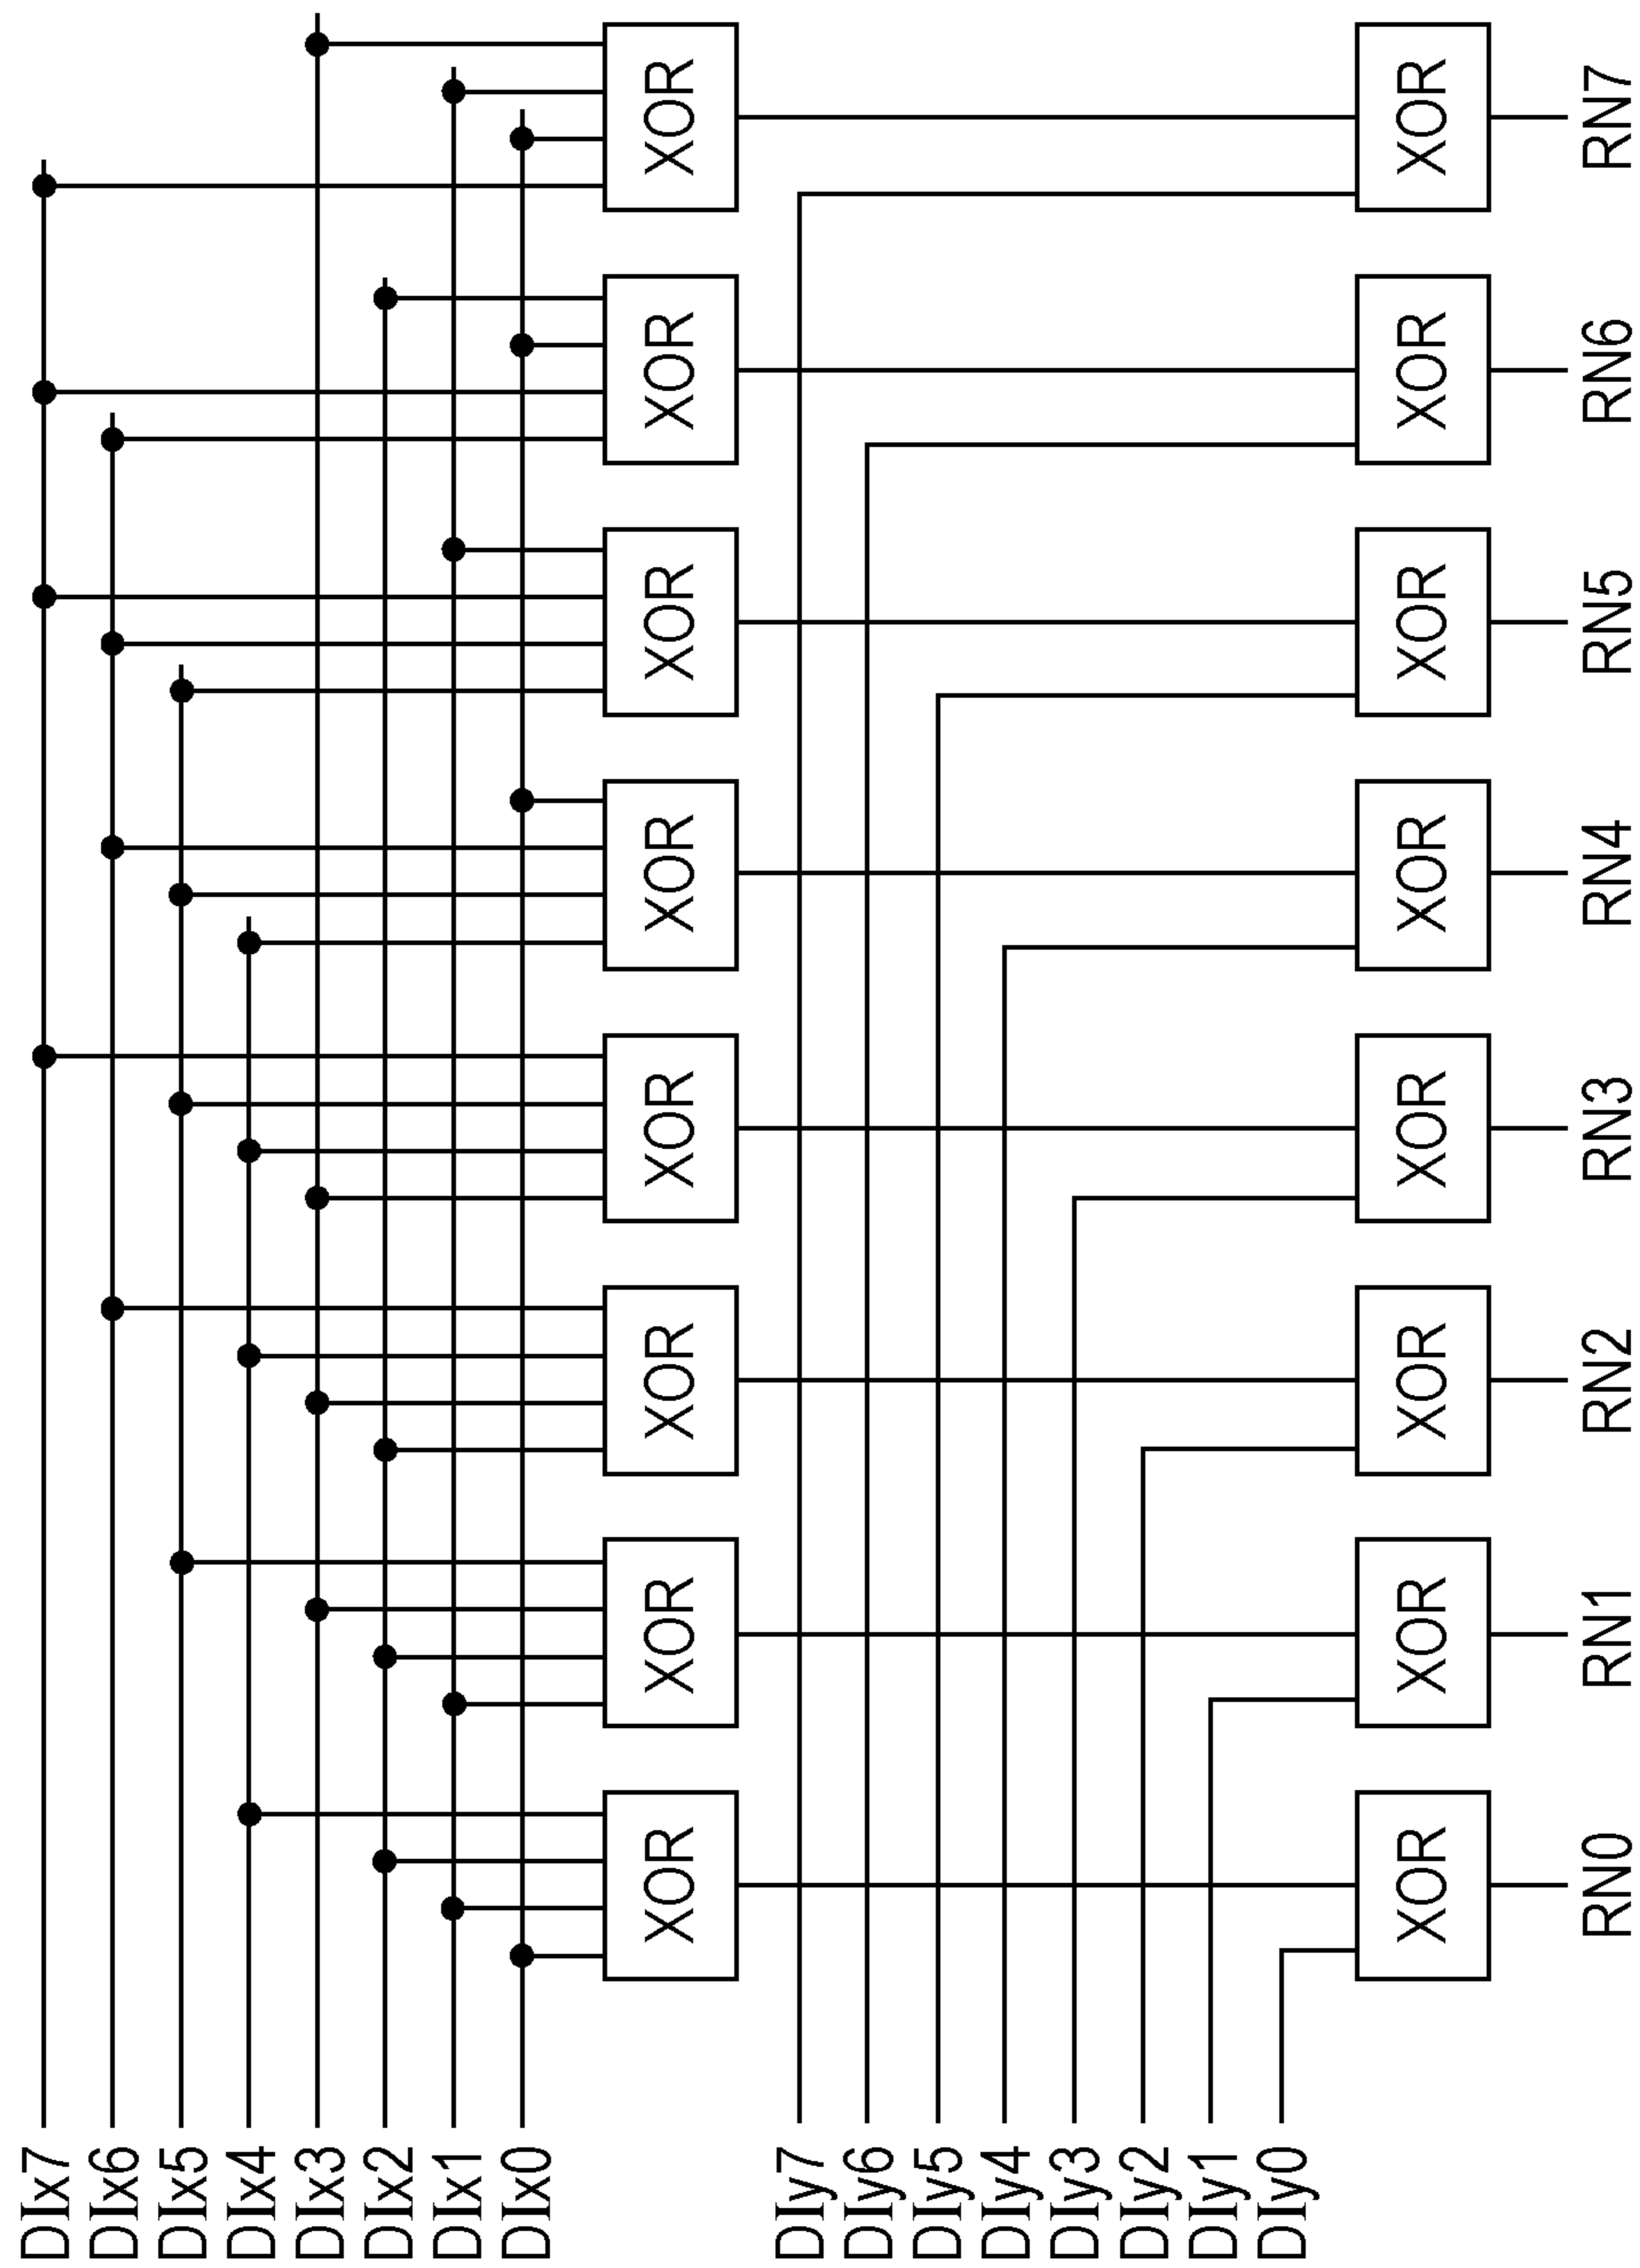 DIx7
DIx6
DIx5
DIx4
DIx3
DIx2
DIx1
DIx0
XOR
XOR
XOR
XOR
XOR
XOR
XOR
XOR
DIy7
DIy6
DIy5
DIy4
DIy3
DIy2
DIy1
DIy0
XOR
XOR
XOR
XOR
XOR
XOR
XOR
XOR
RN0
RN1
RN2
RN3
RN4
RN5
RN6
RN7